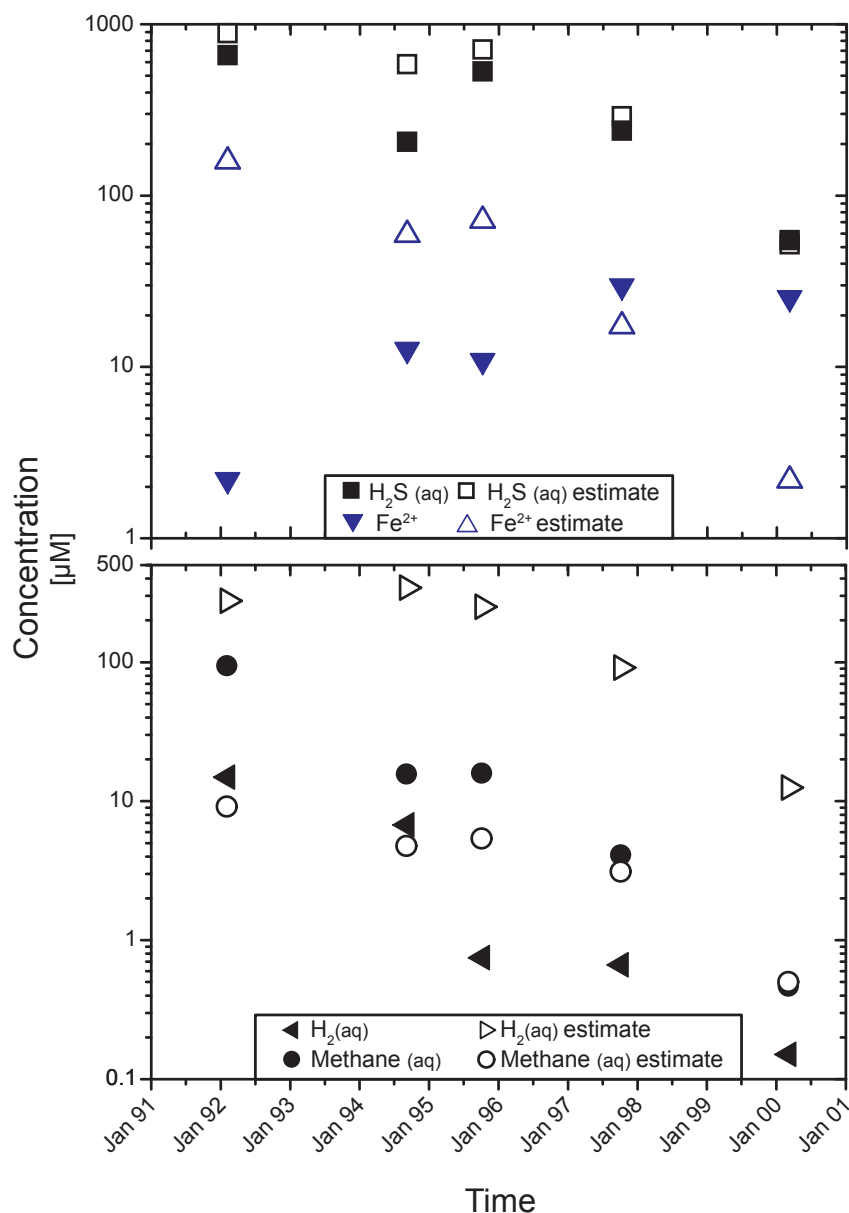 1000
100
10
1
H₂S (aq) H₂S (aq) estimate
Fe²⁺ Fe²⁺ estimate
Concentration
[µM]
500
100
10
1
0.1
H₂(aq) H₂(aq) estimate
Methane (aq) Methane (aq) estimate
Jan 91 Jan 92 Jan 93 Jan 94 Jan 95 Jan 96 Jan 97 Jan 98 Jan 99 Jan 00 Jan 01
Time